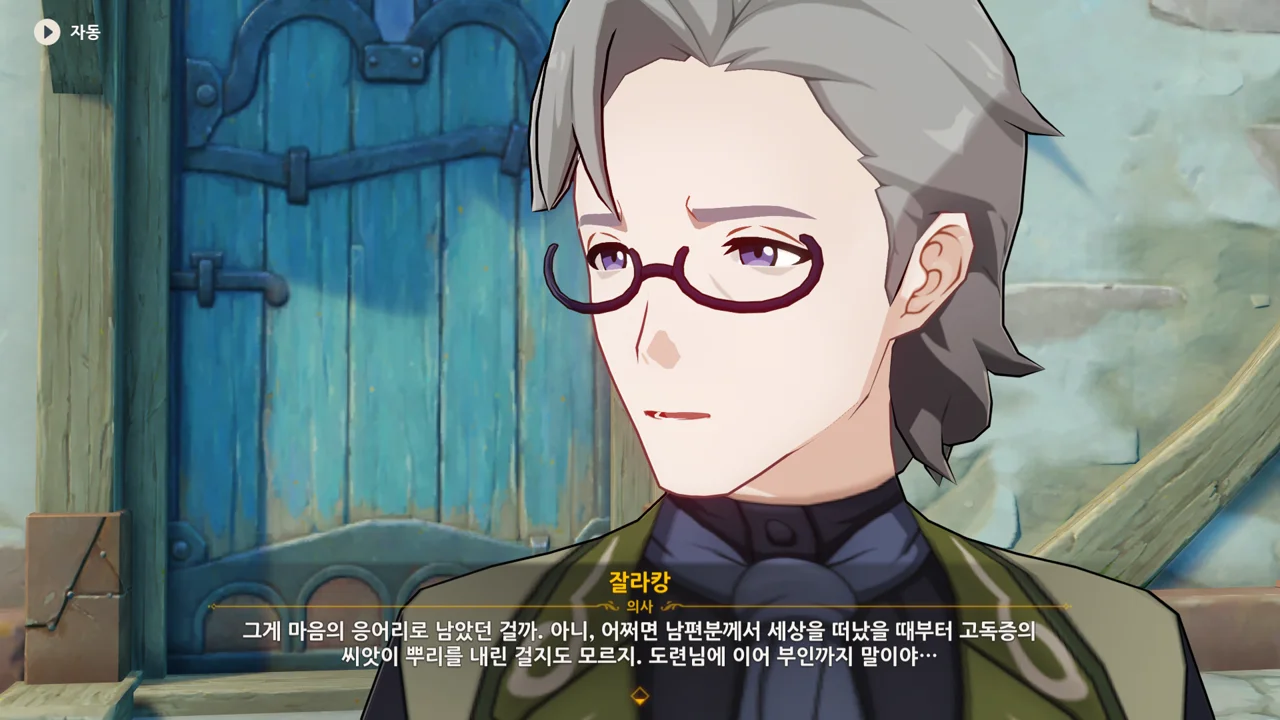 자동
잘라캉
의사
그게 마음의 응어리로 남았던 걸까. 아니, 어쩌면 남편분께서 세상을 떠났을 때부터 고독증의
씨앗이 뿌리를 내린 걸지도 모르지. 도련님에 이어 부인까지 말이야…